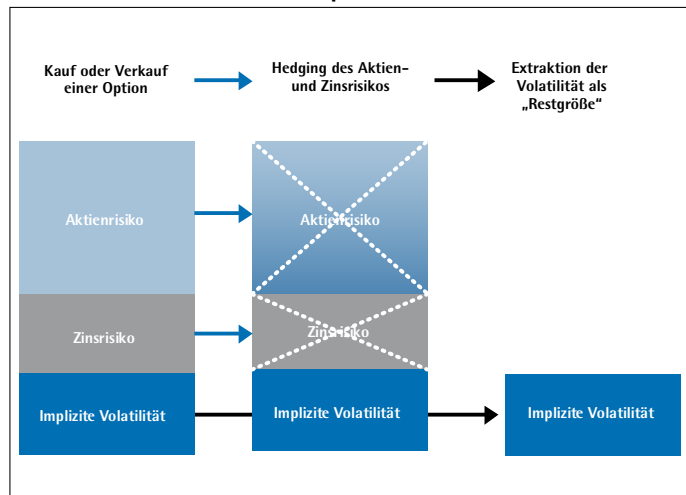 Kauf oder Verkauf
einer Option
Hedging des Aktien-
und Zinsrisikos
Extraktion der
Volatilität als
„Restgröße“
Aktienrisiko
Aktienrisiko
Zinsrisiko
Zinsrisiko
Implizite Volatilität
Implizite Volatilität
Implizite Volatilität